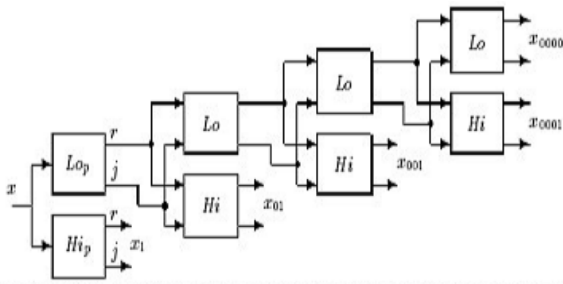 Lo x0000
Lo
Hi x0001
Lo
Hi x001
r
Lop
j
Hi x01
x
r
Hip x1
j